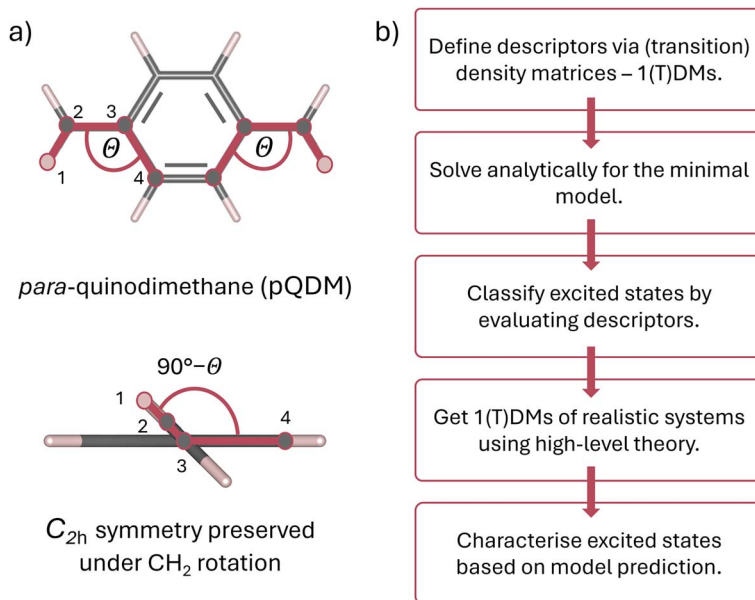 a)
2
3
Θ
Θ
1
4
para-quinodimethane (pQDM)
90°−Θ
1
2
3
4
C2h symmetry preserved
under CH2 rotation
b)
Define descriptors via (transition)
density matrices – 1(T)DMs.
Solve analytically for the minimal
model.
Classify excited states by
evaluating descriptors.
Get 1(T)DMs of realistic systems
using high-level theory.
Characterise excited states
based on model prediction.